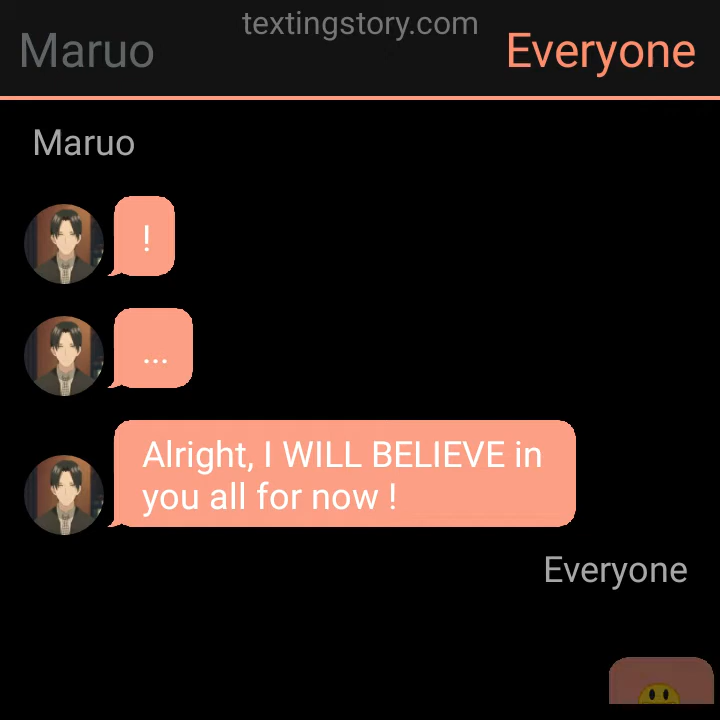 textingstory.com
Maruo
Everyone
Maruo
!
...
Alright, I WILL BELIEVE in
you all for now !
Everyone